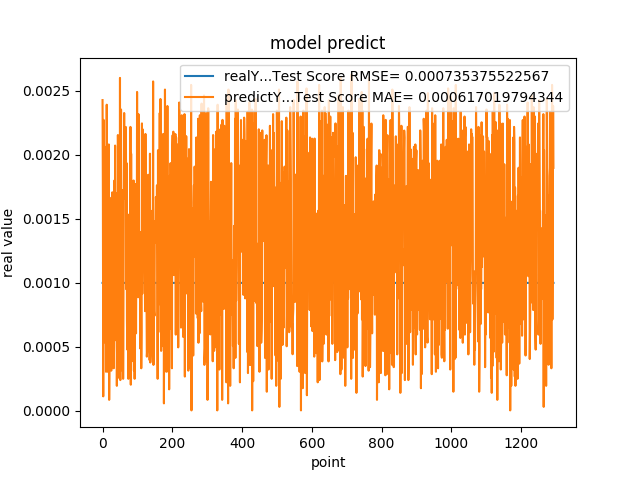 model predict
realY...Test Score RMSE= 0.000735375522567
predictY...Test Score MAE= 0.000617019794344
0.0025
0.0020
0.0015
0.0010
0.0005
0.0000
real value
0 200 400 600 800 1000 1200
point